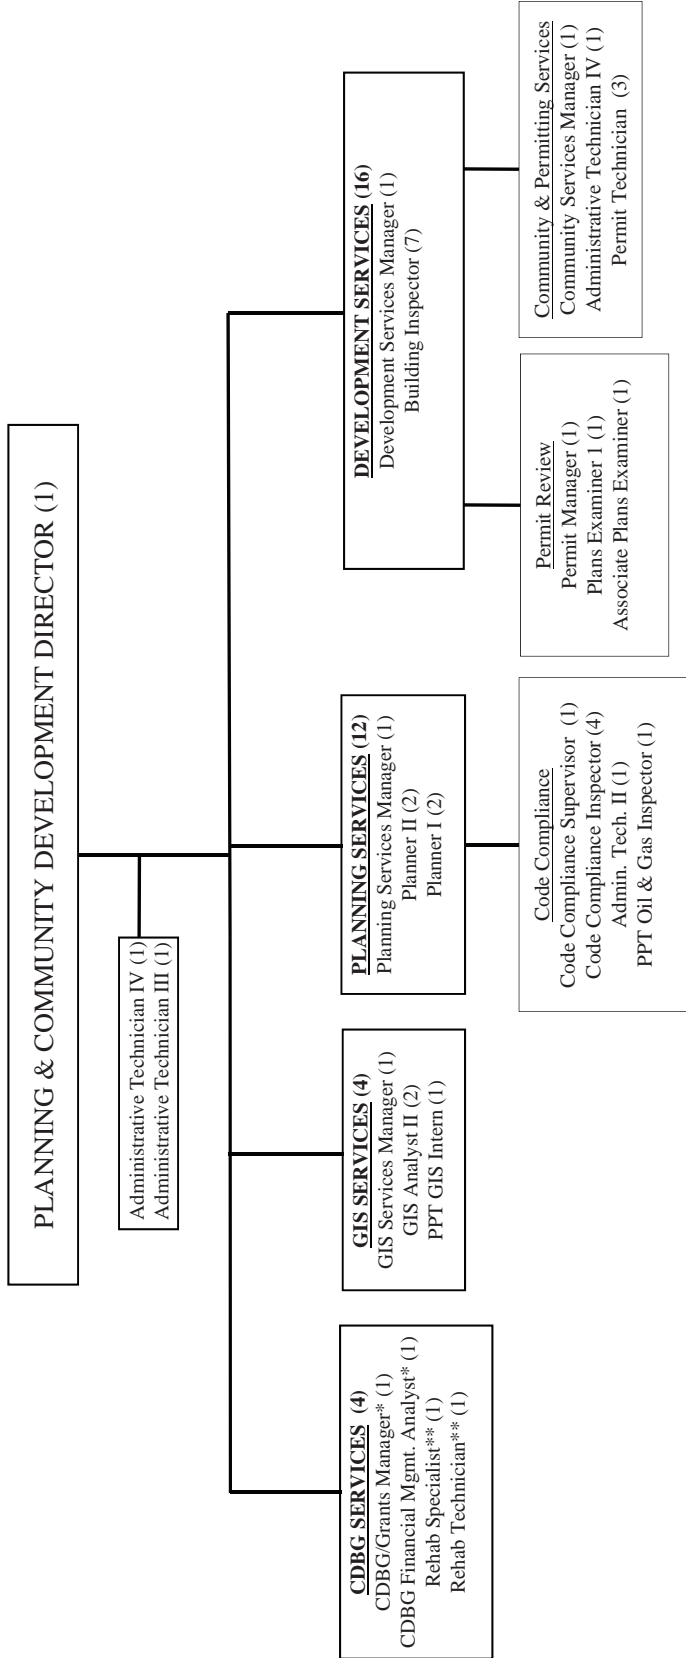 PLANNING & COMMUNITY DEVELOPMENT DIRECTOR (1)
Administrative Technician IV (1)
Administrative Technician III (1)
CDBG SERVICES (4)
CDBG/Grants Manager* (1)
CDBG Financial Mgmt. Analyst* (1)
Rehab Specialist** (1)
Rehab Technician** (1)
GIS SERVICES (4)
GIS Services Manager (1)
GIS Analyst II (2)
PPT GIS Intern (1)
PLANNING SERVICES (12)
Planning Services Manager (1)
Planner II (2)
Planner I (2)
DEVELOPMENT SERVICES (16)
Development Services Manager (1)
Building Inspector (7)
Code Compliance
Code Compliance Supervisor (1)
Code Compliance Inspector (4)
Admin. Tech. II (1)
PPT Oil & Gas Inspector (1)
Permit Review
Permit Manager (1)
Plans Examiner 1 (1)
Associate Plans Examiner (1)
Community & Permitting Services
Community Services Manager (1)
Administrative Technician IV (1)
Permit Technician (3)